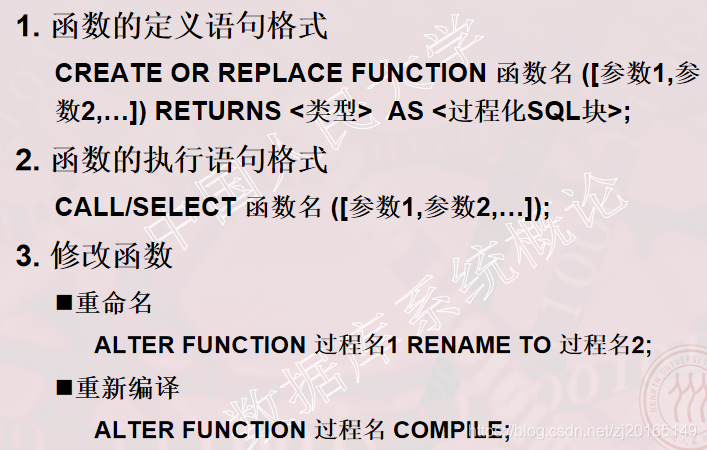 1. 函数的定义语句格式
CREATE OR REPLACE FUNCTION 函数名 ([参数1,参
数2,…]) RETURNS <类型> AS <过程化SQL块>;
2. 函数的执行语句格式
CALL/SELECT 函数名 ([参数1,参数2,…]);
3. 修改函数
■重命名
ALTER FUNCTION 过程名1 RENAME TO 过程名2;
■重新编译
ALTER FUNCTION 过程名 COMPILE;
中国人民大学
数据库系统概论
https://blog.csdn.net/zj20165149